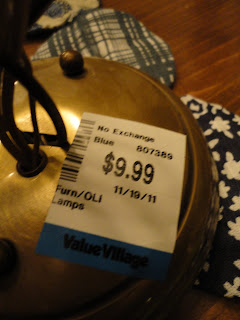 No Exchange
Blue 807389
$9.99
11/19/11
Furn/OLi
Lamps
Value Village